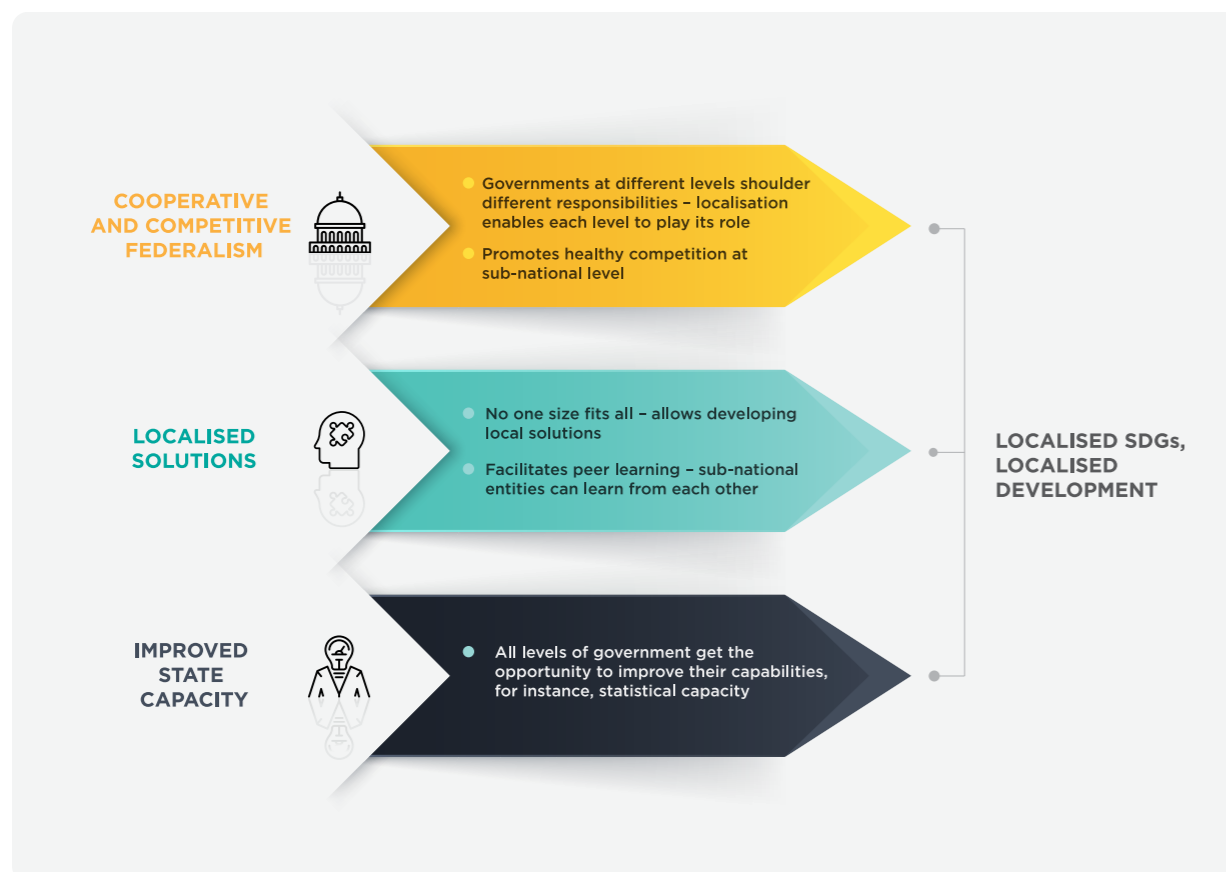 COOPERATIVE
AND COMPETITIVE
FEDERALISM
Governments at different levels shoulder
different responsibilities – localisation
enables each level to play its role
Promotes healthy competition at
sub-national level
LOCALISED
SOLUTIONS
No one size fits all – allows developing
local solutions
Facilitates peer learning – sub-national
entities can learn from each other
IMPROVED
STATE
CAPACITY
All levels of government get the
opportunity to improve their capabilities,
for instance, statistical capacity
LOCALISED SDGs,
LOCALISED
DEVELOPMENT